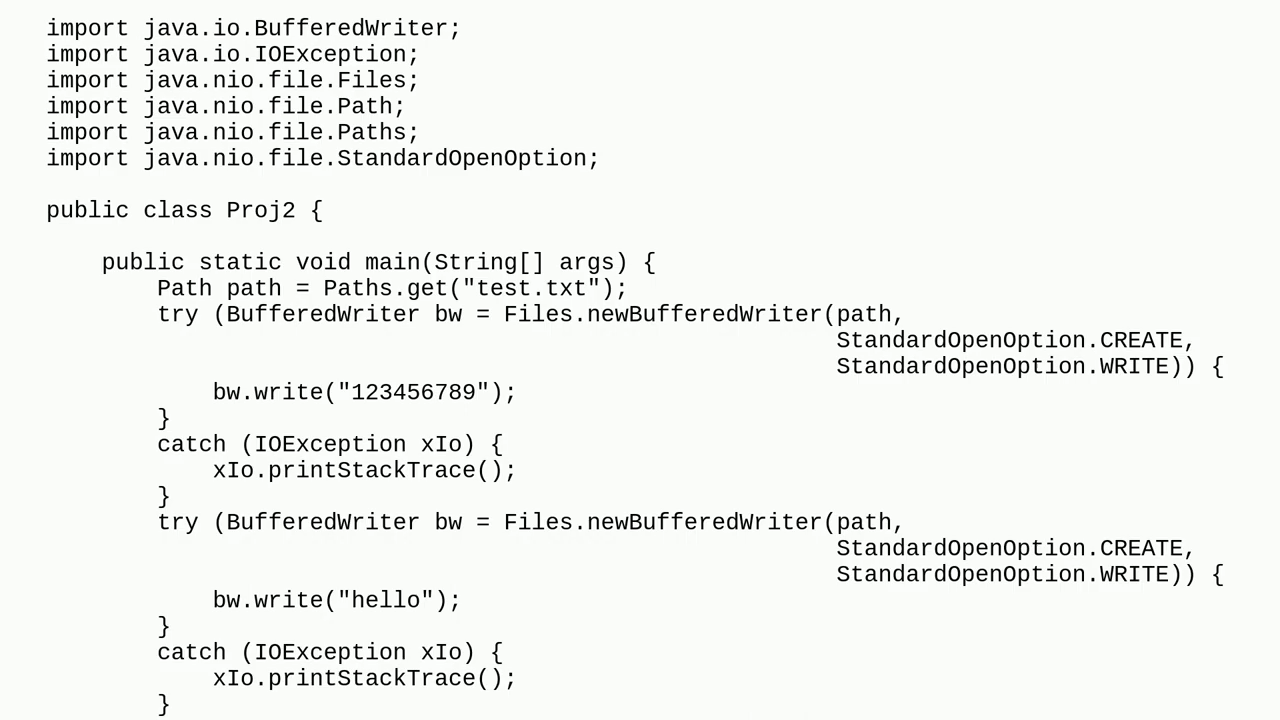 import java.io.BufferedWriter;
import java.io.IOException;
import java.nio.file.Files;
import java.nio.file.Path;
import java.nio.file.Paths;
import java.nio.file.StandardOpenOption;

public class Proj2 {

    public static void main(String[] args) {
        Path path = Paths.get("test.txt");
        try (BufferedWriter bw = Files.newBufferedWriter(path,
                                                         StandardOpenOption.CREATE,
                                                         StandardOpenOption.WRITE)) {
            bw.write("123456789");
        }
        catch (IOException xIo) {
            xIo.printStackTrace();
        }
        try (BufferedWriter bw = Files.newBufferedWriter(path,
                                                         StandardOpenOption.CREATE,
                                                         StandardOpenOption.WRITE)) {
            bw.write("hello");
        }
        catch (IOException xIo) {
            xIo.printStackTrace();
        }